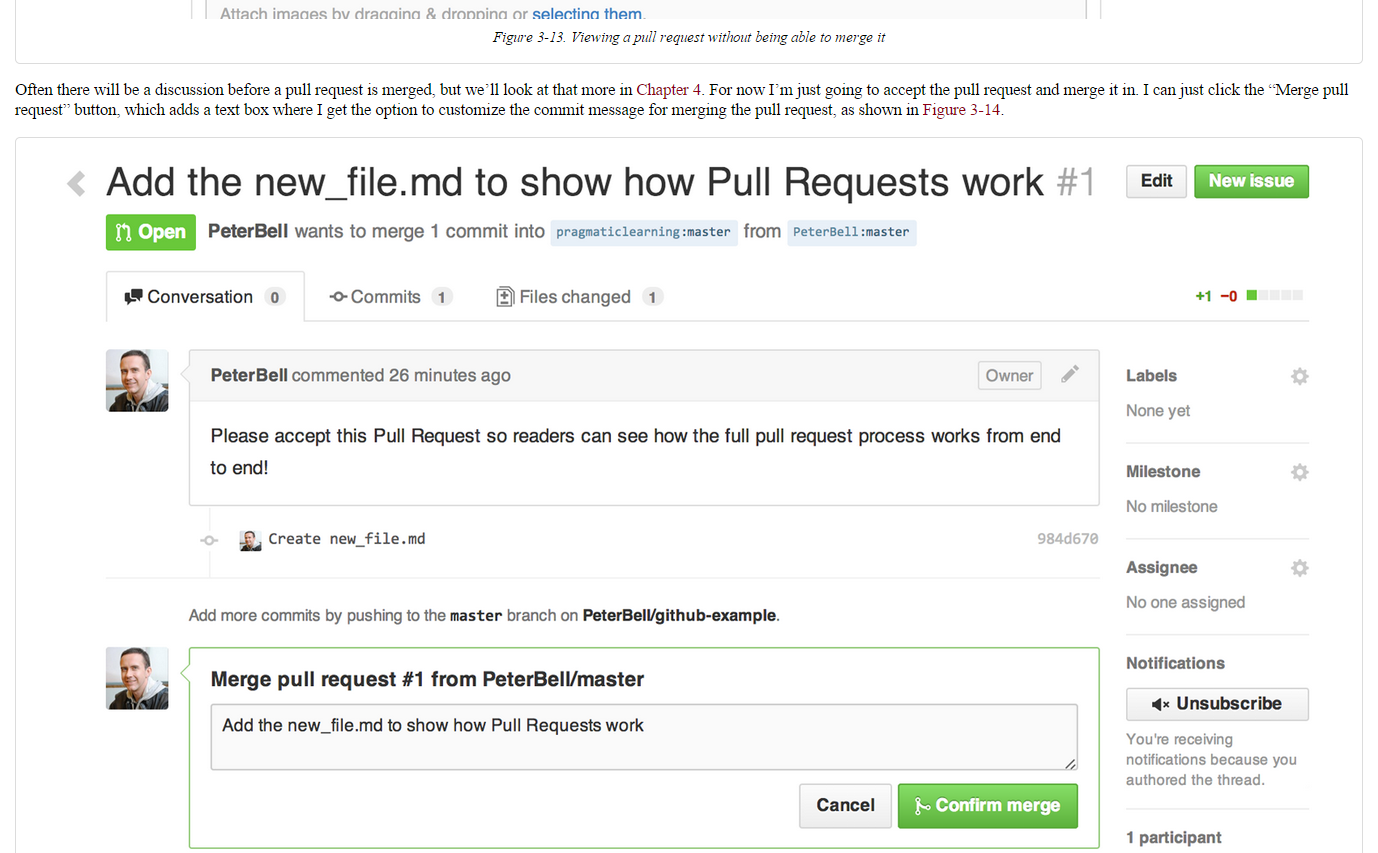 Attach images by dragging & dropping or selecting them.
Figure 3-13. Viewing a pull request without being able to merge it
Often there will be a discussion before a pull request is merged, but we’ll look at that more in Chapter 4. For now I’m just going to accept the pull request and merge it in. I can just click the “Merge pull
request” button, which adds a text box where I get the option to customize the commit message for merging the pull request, as shown in Figure 3-14.
Add the new_file.md to show how Pull Requests work #1
Edit
New issue
Open
PeterBell wants to merge 1 commit into pragmaticlearning:master from PeterBell:master
Conversation 0
Commits 1
Files changed 1
+1 −0
PeterBell commented 26 minutes ago
Owner
Please accept this Pull Request so readers can see how the full pull request process works from end
to end!
Create new_file.md
984d670
Add more commits by pushing to the master branch on PeterBell/github-example.
Merge pull request #1 from PeterBell/master
Add the new_file.md to show how Pull Requests work
Cancel
Confirm merge
Labels
None yet
Milestone
No milestone
Assignee
No one assigned
Notifications
Unsubscribe
You're receiving
notifications because you
authored the thread.
1 participant